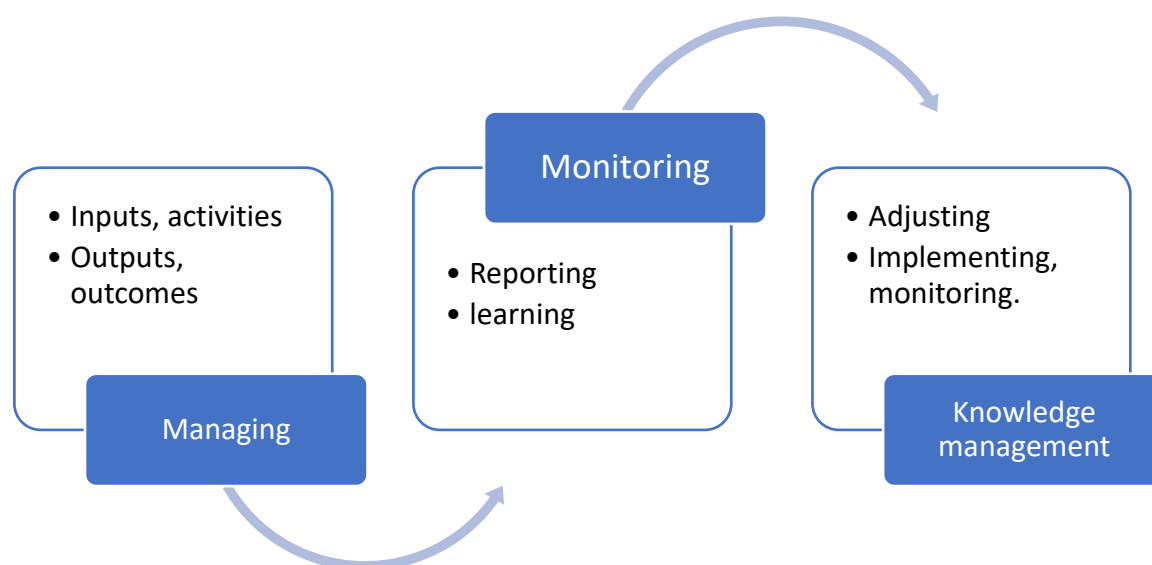 • Inputs, activities
• Outputs,
outcomes
Managing
Monitoring
• Reporting
• learning
• Adjusting
• Implementing,
monitoring.
Knowledge
management